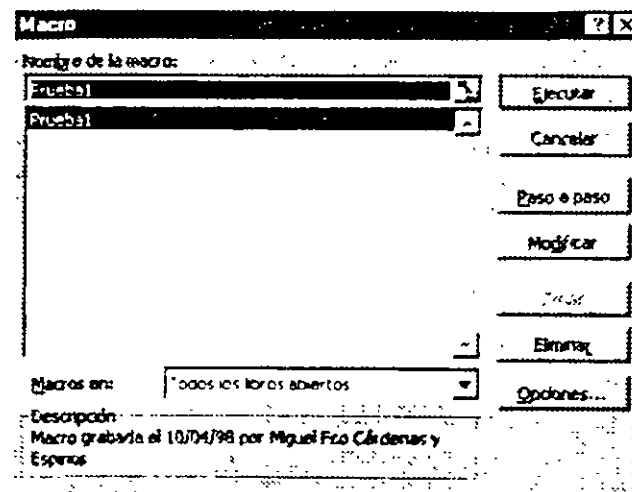 Macro
Nombre de la macro:
Prueba1
Prueba1
Ejecutar
Cancelar
Paso a paso
Modificar
Eliminar
Macros en:
Todos los libros abiertos
Opciones...
Descripción
Macro grabada el 10/04/98 por Miguel Fco Cárdenas y
Espinos